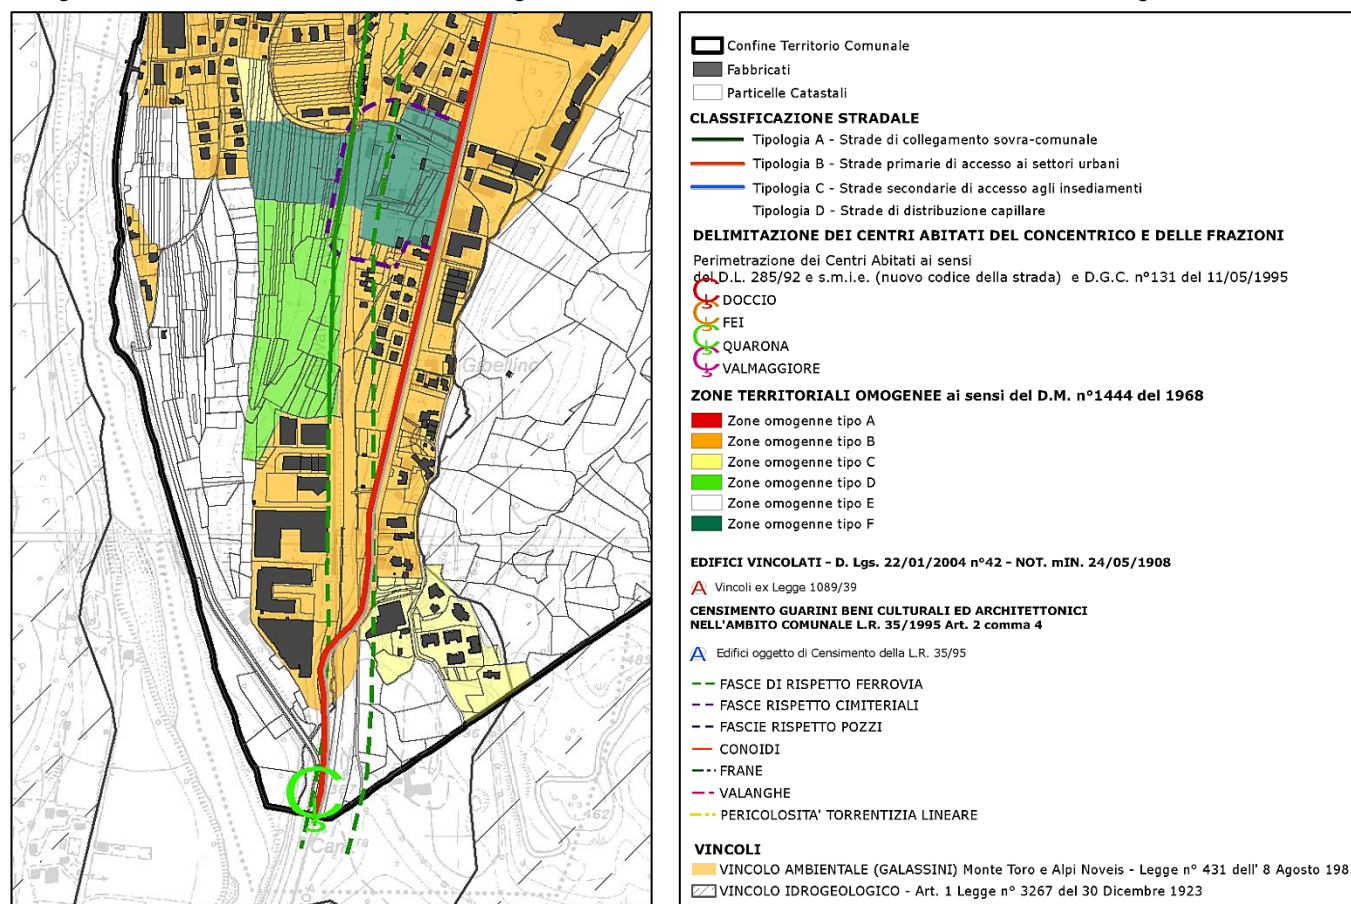 Gibellino
Confine Territorio Comunale
Fabbricati
Particelle Catastali
CLASSIFICAZIONE STRADALE
Tipologia A - Strade di collegamento sovra-comunale
Tipologia B - Strade primarie di accesso ai settori urbani
Tipologia C - Strade secondarie di accesso agli insediamenti
Tipologia D - Strade di distribuzione capillare
DELIMITAZIONE DEI CENTRI ABITATI DEL CONCENTRICO E DELLE FRAZIONI
Perimetrazione dei Centri Abitati ai sensi
del D.L. 285/92 e s.m.i.e. (nuovo codice della strada) e D.G.C. n°131 del 11/05/1995
DOCCIO
FEI
QUARONA
VALMAGGIORE
ZONE TERRITORIALI OMOGENEE ai sensi del D.M. n°1444 del 1968
Zone omogenne tipo A
Zone omogenne tipo B
Zone omogenne tipo C
Zone omogenne tipo D
Zone omogenne tipo E
Zone omogenne tipo F
EDIFICI VINCOLATI - D. Lgs. 22/01/2004 n°42 - NOT. mIN. 24/05/1908
A Vincoli ex Legge 1089/39
CENSIMENTO GUARINI BENI CULTURALI ED ARCHITETTONICI
NELL'AMBITO COMUNALE L.R. 35/1995 Art. 2 comma 4
A Edifici oggetto di Censimento della L.R. 35/95
FASCE DI RISPETTO FERROVIA
FASCE RISPETTO CIMITERIALI
FASCIE RISPETTO POZZI
CONOIDI
FRANE
VALANGHE
PERICOLOSITA' TORRENTIZIA LINEARE
VINCOLI
VINCOLO AMBIENTALE (GALASSINI) Monte Toro e Alpi Noveis - Legge n° 431 dell' 8 Agosto 198
VINCOLO IDROGEOLOGICO - Art. 1 Legge n° 3267 del 30 Dicembre 1923